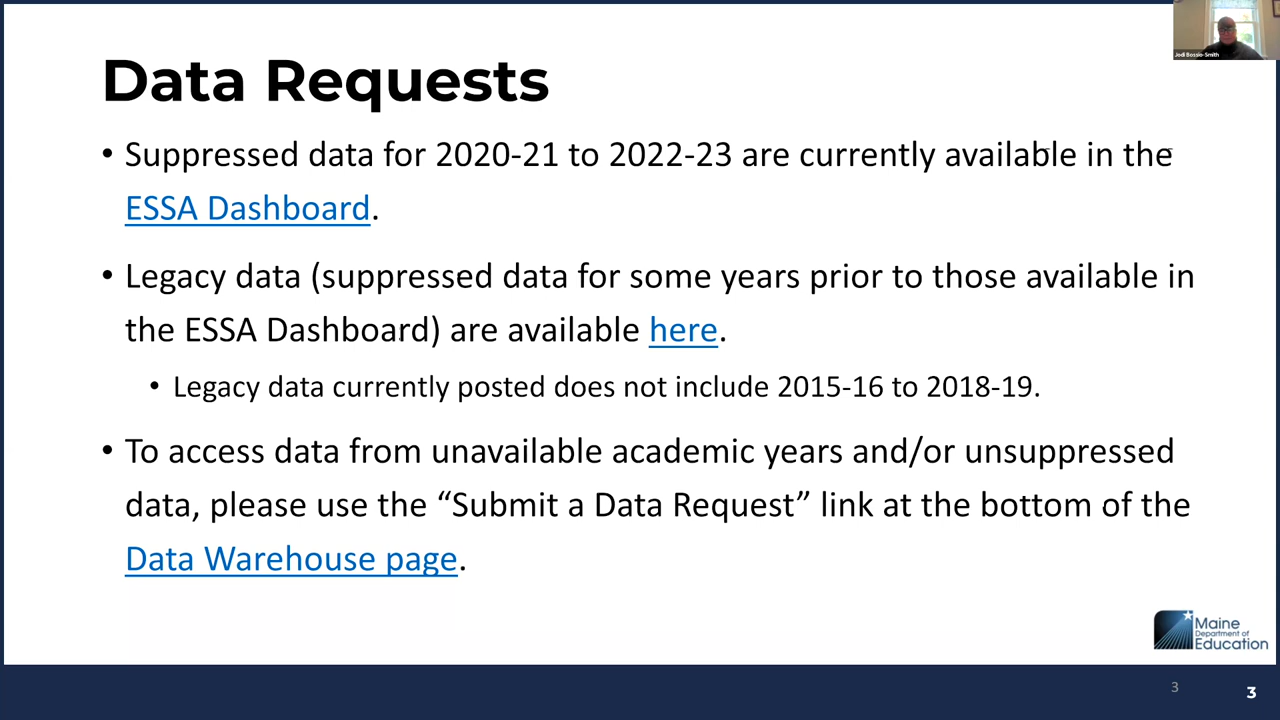 Jodi Bossio-Smith
Data Requests
• Suppressed data for 2020-21 to 2022-23 are currently available in the
ESSA Dashboard.
• Legacy data (suppressed data for some years prior to those available in
the ESSA Dashboard) are available here.
• Legacy data currently posted does not include 2015-16 to 2018-19.
• To access data from unavailable academic years and/or unsuppressed
data, please use the “Submit a Data Request” link at the bottom of the
Data Warehouse page.
Maine
Department of
Education
3
3